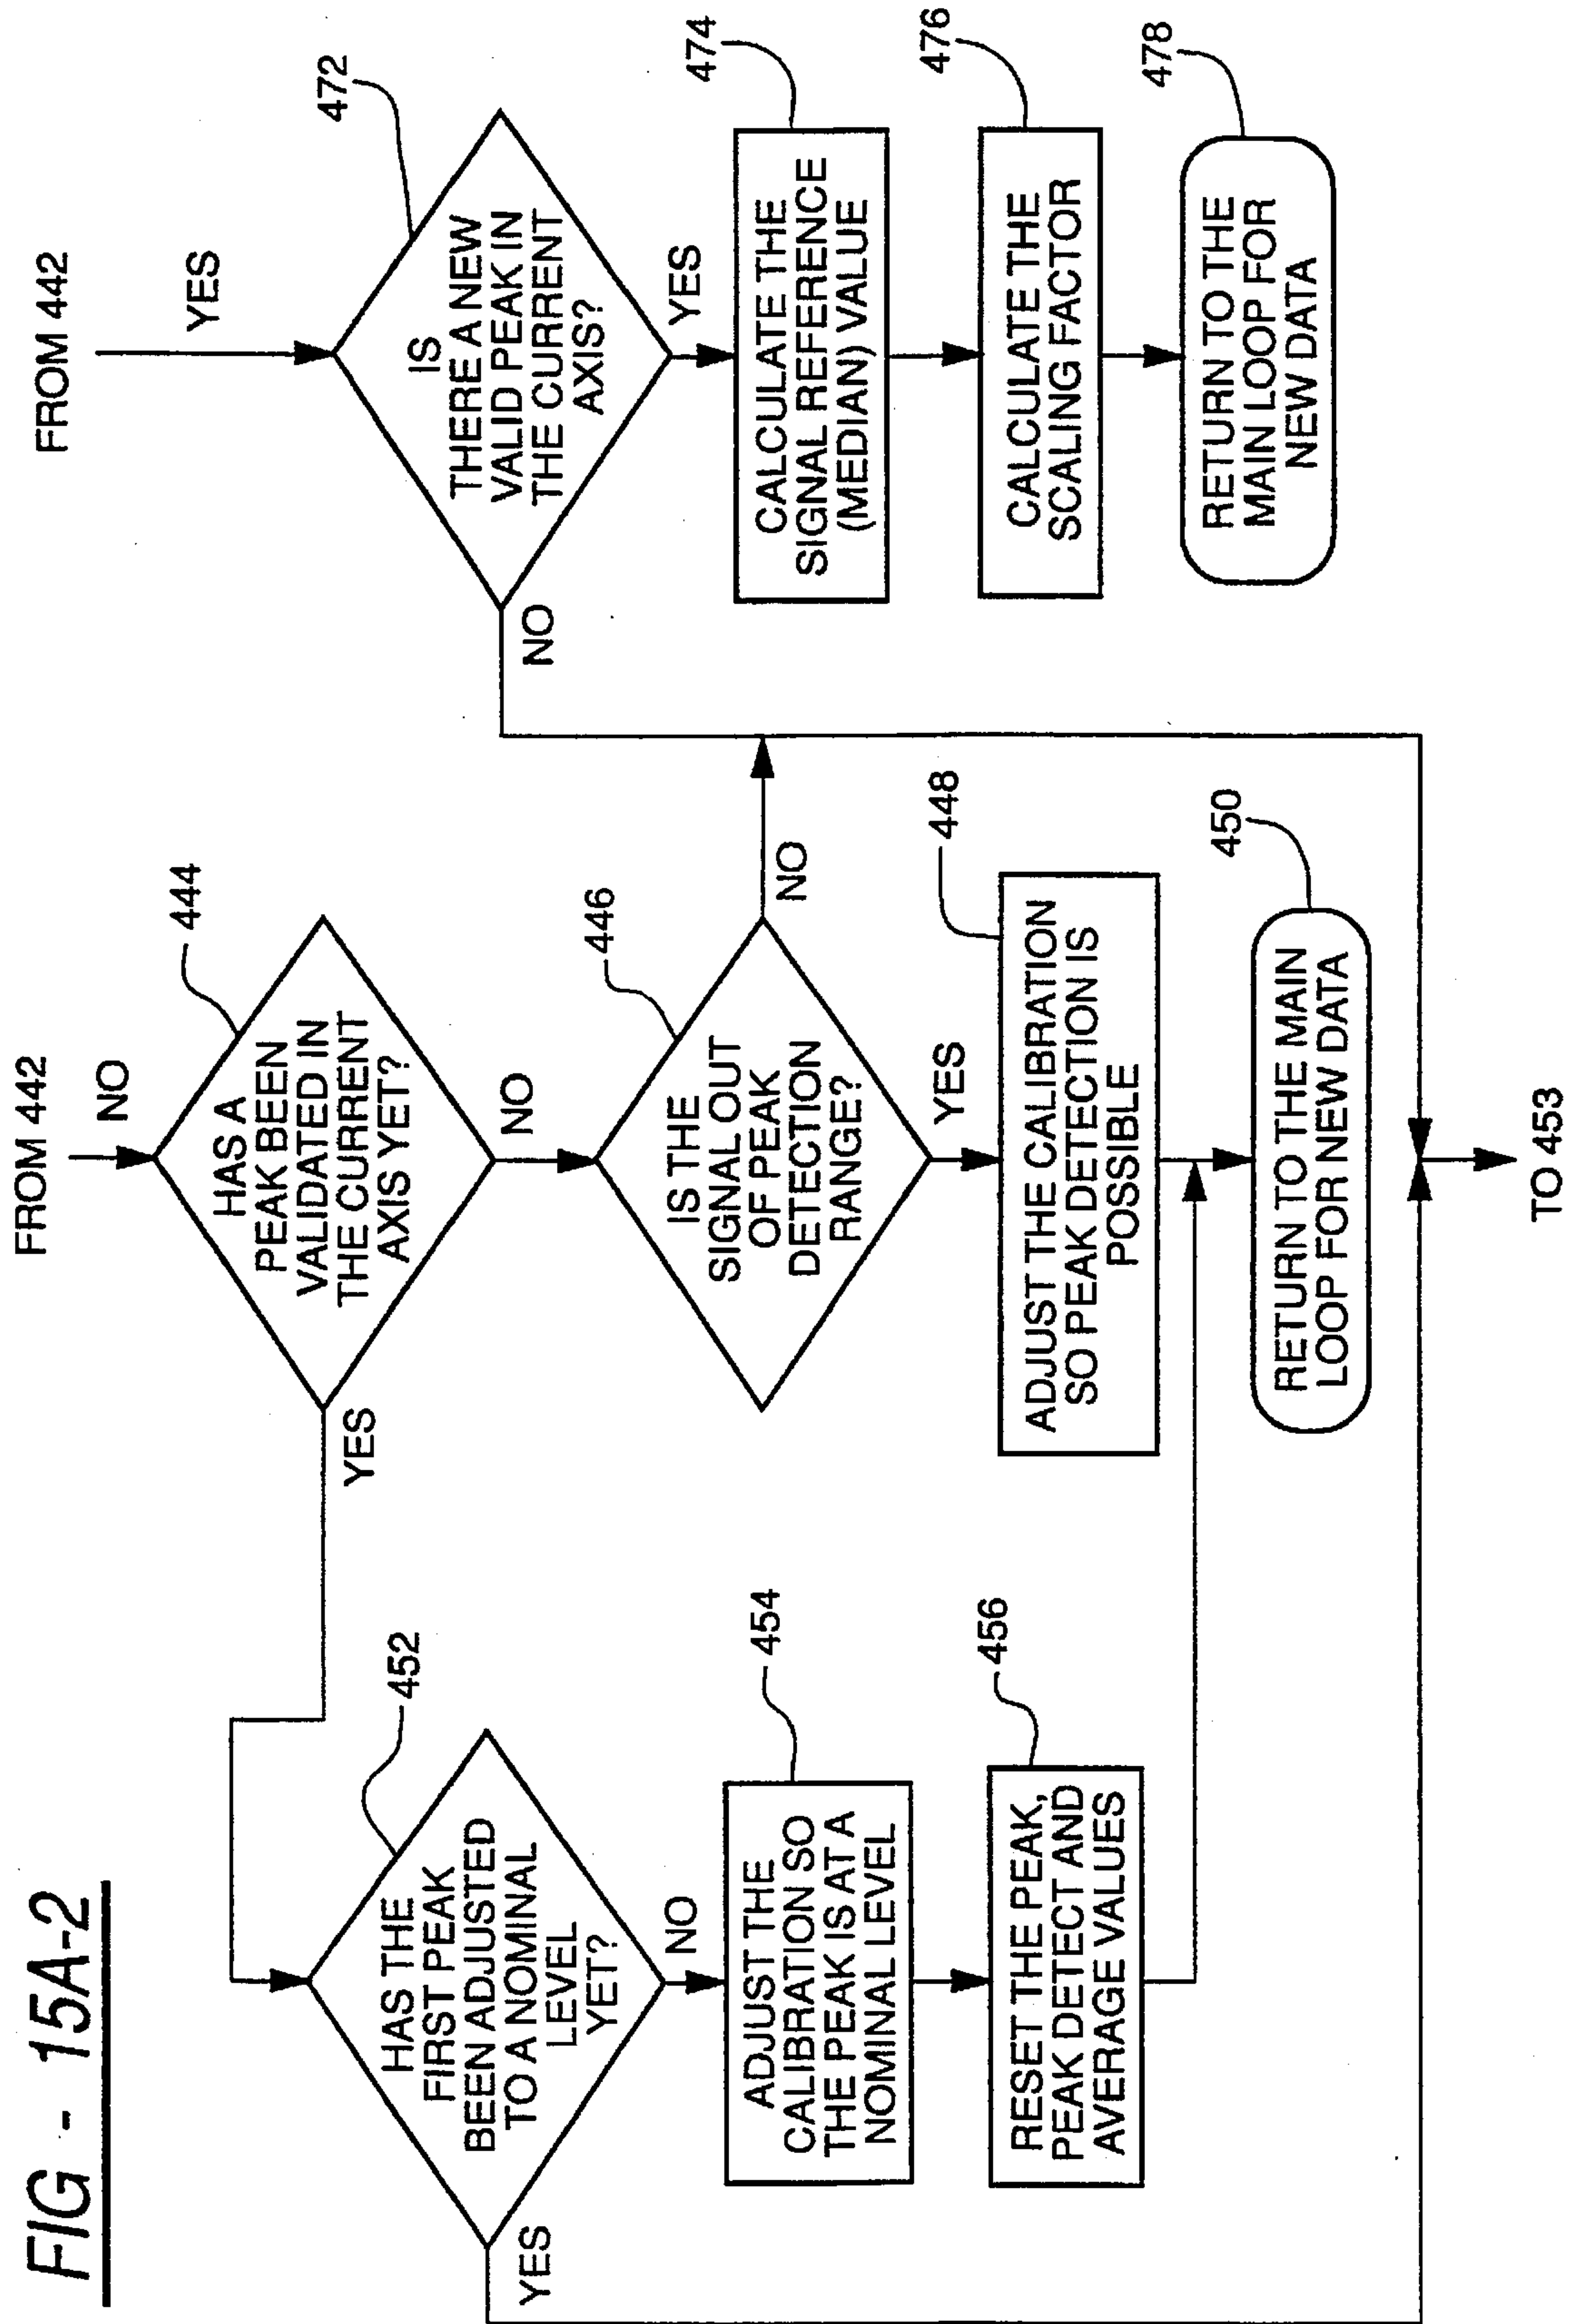 FIG - 15A-2
FROM 442
NO
HAS A
PEAK BEEN
VALIDATED IN
THE CURRENT
AXIS YET?
444
YES
NO
HAS THE
FIRST PEAK
BEEN ADJUSTED
TO A NOMINAL
LEVEL
YET?
452
YES
NO
ADJUST THE
CALIBRATION SO
THE PEAK IS AT A
NOMINAL LEVEL
454
RESET THE PEAK,
PEAK DETECT AND
AVERAGE VALUES
456
IS THE
SIGNAL OUT
OF PEAK
DETECTION
RANGE?
446
NO
YES
ADJUST THE CALIBRATION
SO PEAK DETECTION IS
POSSIBLE
448
RETURN TO THE MAIN
LOOP FOR NEW DATA
450
TO 453
FROM 442
YES
IS
THERE A NEW
VALID PEAK IN
THE CURRENT
AXIS?
472
NO
YES
CALCULATE THE
SIGNAL REFERENCE
(MEDIAN) VALUE
474
CALCULATE THE
SCALING FACTOR
476
RETURN TO THE
MAIN LOOP FOR
NEW DATA
478